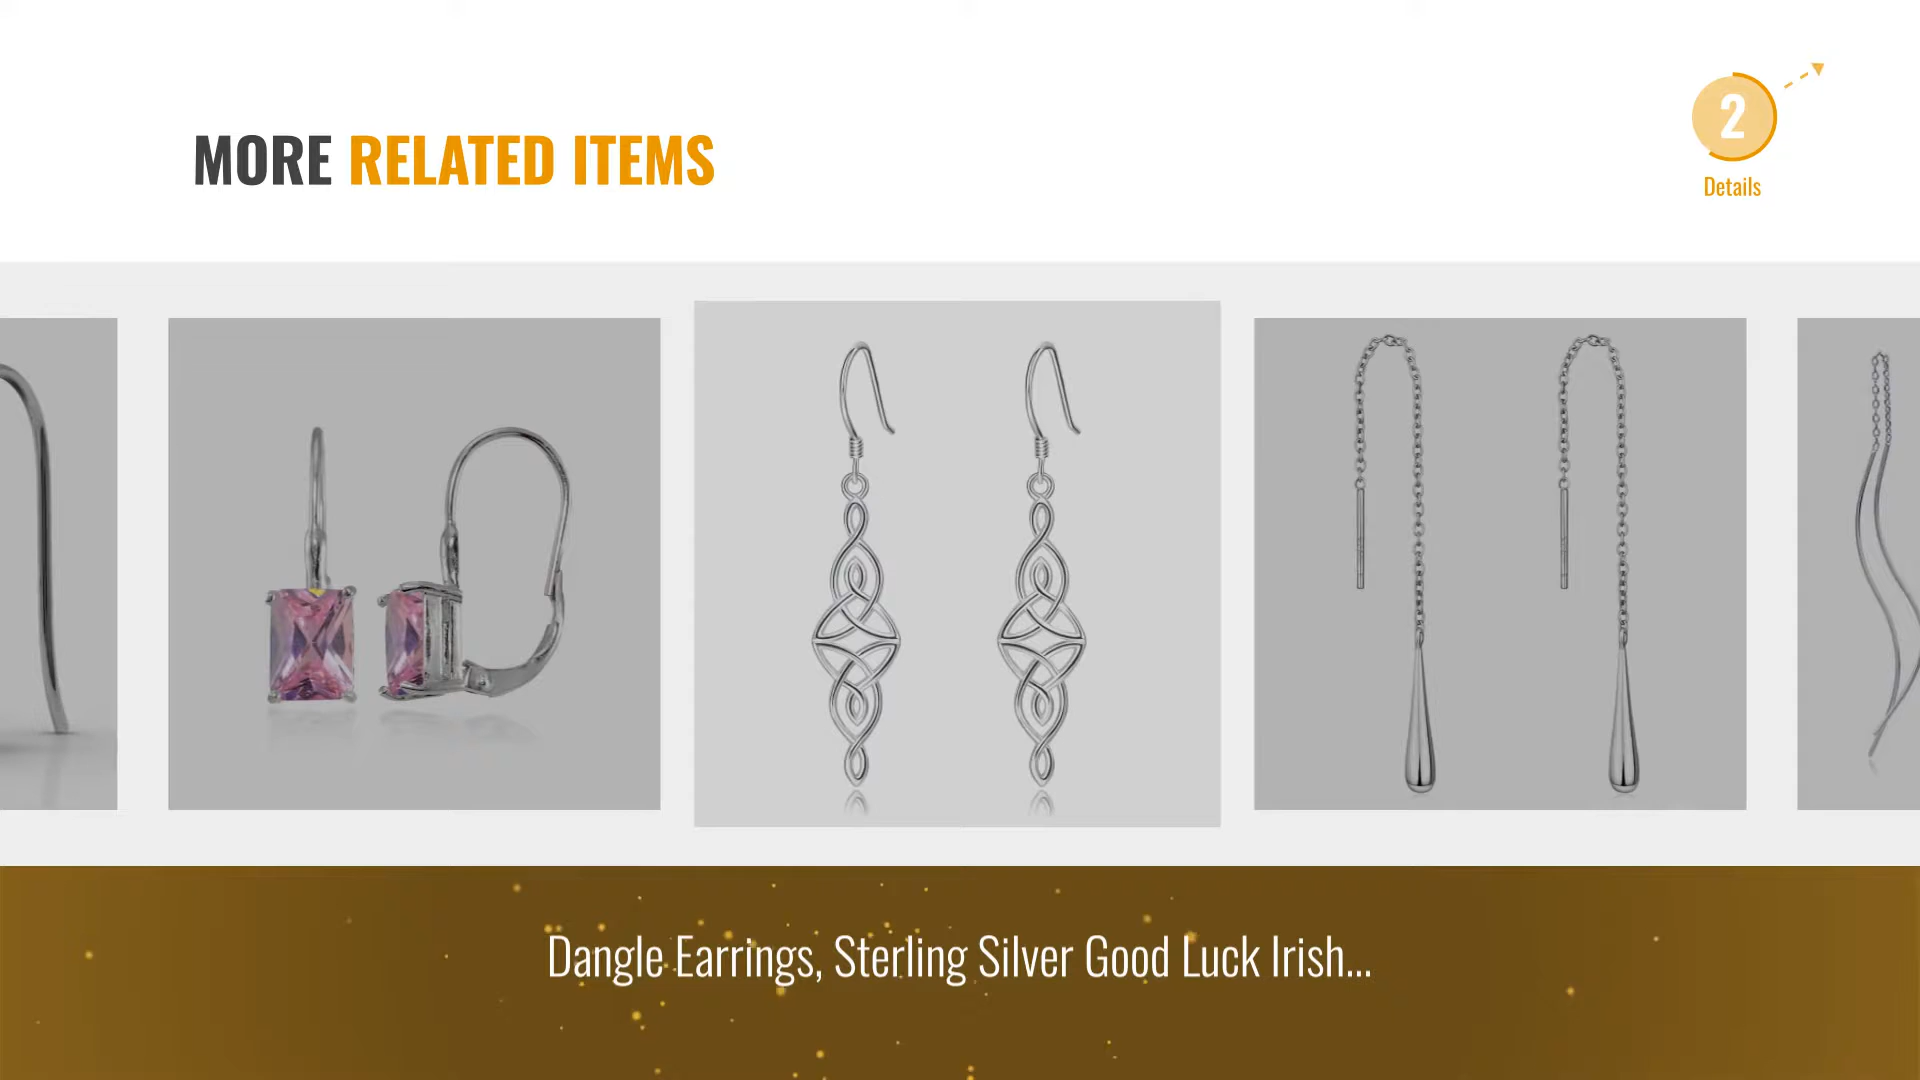 2
MORE RELATED ITEMS
Details
Dangle Earrings, Sterling Silver Good Luck Irish...